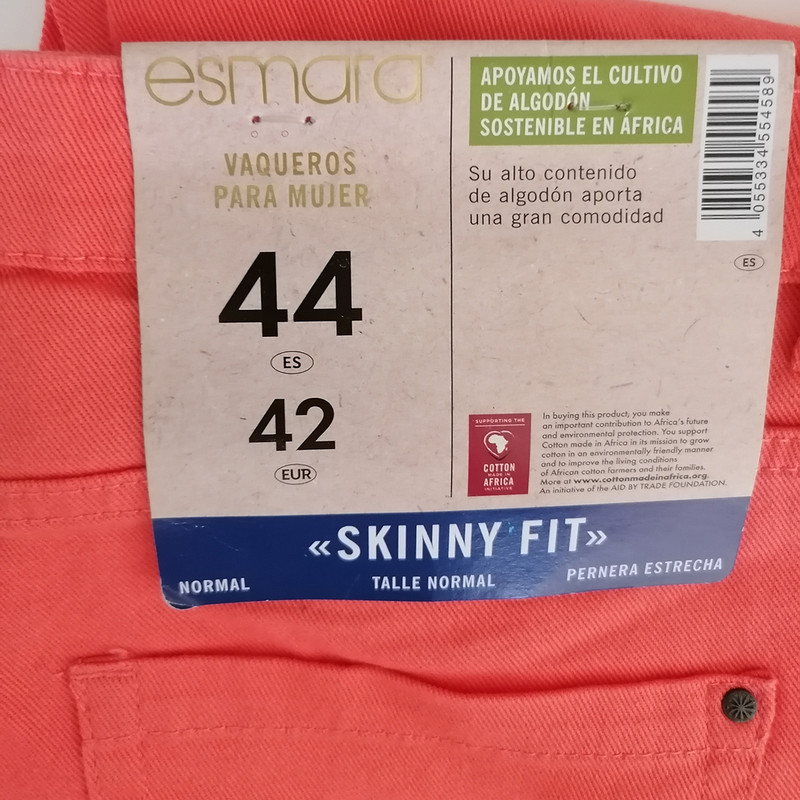 esmara
VAQUEROS
PARA MUJER
44
ES
42
EUR
APOYAMOS EL CULTIVO
DE ALGODÓN
SOSTENIBLE EN ÁFRICA
Su alto contenido
de algodón aporta
una gran comodidad
4 055334 554589
ES
SUPPORTING THE
COTTON
MADE IN
AFRICA
INITIATIVE
In buying this product, you make
an important contribution to Africa's future
and environmental protection. You support
Cotton made in Africa in its mission to grow
cotton in an environmentally friendly manner
and to improve the living conditions
of African cotton farmers and their families.
More at www.cottonmadeinafrica.org.
An initiative of the AID BY TRADE FOUNDATION.
«SKINNY FIT»
NORMAL
TALLE NORMAL
PERNERA ESTRECHA